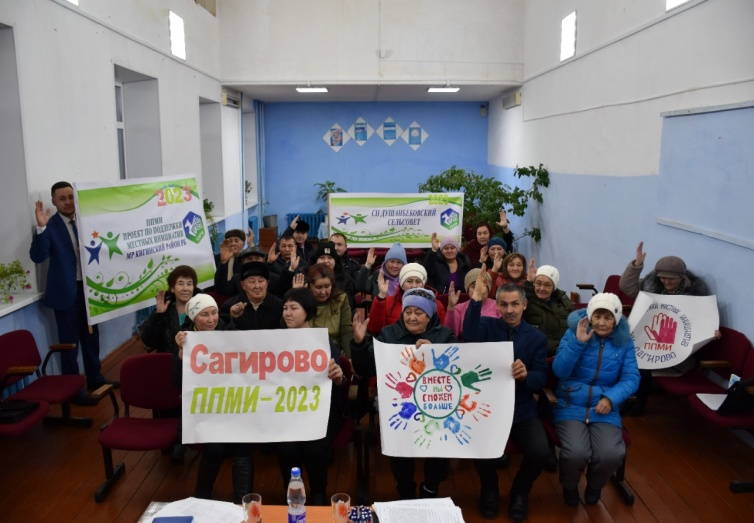 2023
ППМИ
ПРОЕКТ ПО ПОДДЕРЖКЕ
МЕСТНЫХ ИНИЦИАТИВ
МР КИГИНСКИЙ РАЙОН РБ
СП ДУШАНБЕКОВСКИЙ
СЕЛЬСОВЕТ
Сагирово
ППМИ-2023
ВМЕСТЕ
МЫ
СМОЖЕМ
БОЛЬШЕ
ППМИ
САГИРОВО